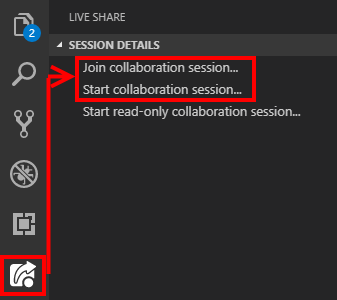 LIVE SHARE
SESSION DETAILS
Join collaboration session...
2
Start collaboration session...
Start read-only collaboration session...